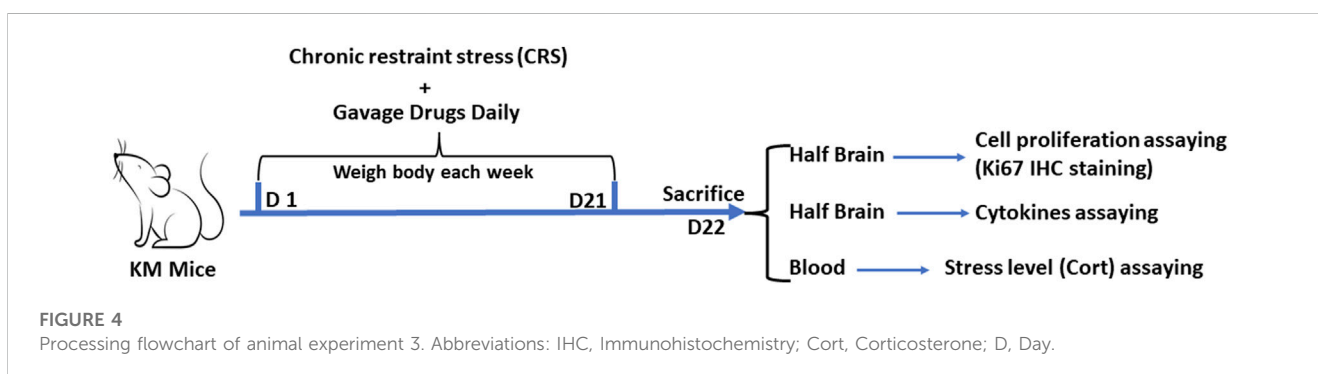 Chronic restraint stress (CRS)
+
Gavage Drugs Daily
Weigh body each week
D 1
D21
Sacrifice
D22
KM Mice
Half Brain
Cell proliferation assaying
(Ki67 IHC staining)
Half Brain
Cytokines assaying
Blood
Stress level (Cort) assaying
FIGURE 4
Processing flowchart of animal experiment 3. Abbreviations: IHC, Immunohistochemistry; Cort, Corticosterone; D, Day.